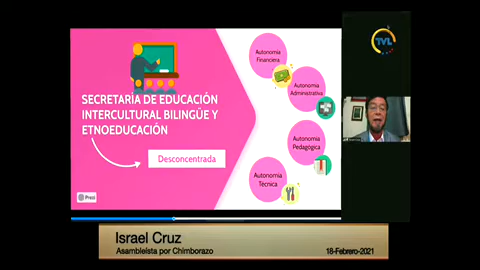 TVL
SECRETARÍA DE EDUCACIÓN
INTERCULTURAL BILINGÜE Y
ETNOEDUCACIÓN
Desconcentrada
Autonomía
Financiera
Autonomía
Administrativa
Autonomía
Pedagógica
Autonomía
Técnica
Prezi
Israel Cruz
Asambleísta por Chimborazo
18-Febrero-2021